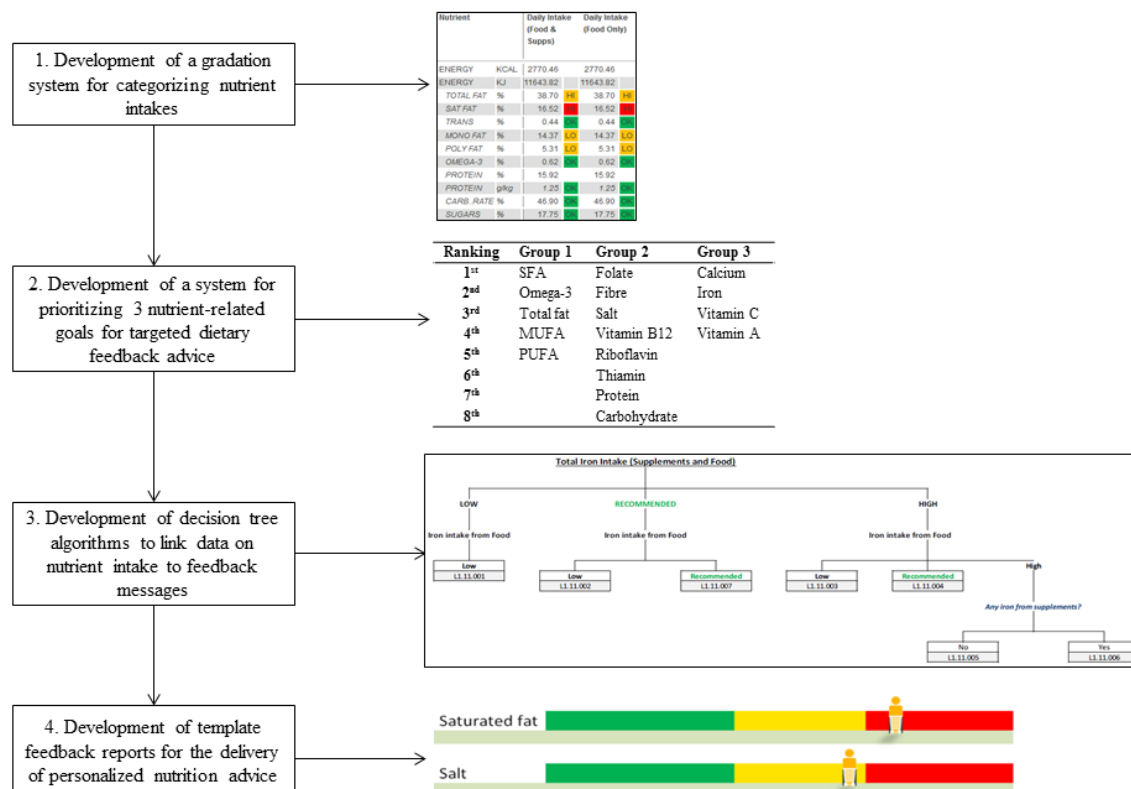 1. Development of a gradation
system for categorizing nutrient
intakes
Nutrient Daily Intake Daily Intake
(Food & (Food Only)
Supps)
ENERGY KCAL 2770.46 2770.46
ENERGY KJ 11643.82 11643.82
TOTAL FAT % 38.70 HI 38.70 HI
SAT FAT % 16.52 16.52
TRANS % 0.44 OK 0.44 OK
MONO FAT % 14.37 LO 14.37 LO
POLY FAT % 5.31 LO 5.31 LO
OMEGA-3 % 0.62 OK 0.62 OK
PROTEIN % 15.92 15.92
PROTEIN g/kg 1.25 OK 1.25 OK
CARB..RATE % 46.90 OK 46.90 OK
SUGARS % 17.75 OK 17.75 OK
2. Development of a system for
prioritizing 3 nutrient-related
goals for targeted dietary
feedback advice
Ranking Group 1 Group 2 Group 3
1st SFA Folate Calcium
2nd Omega-3 Fibre Iron
3rd Total fat Salt Vitamin C
4th MUFA Vitamin B12 Vitamin A
5th PUFA Riboflavin
6th Thiamin
7th Protein
8th Carbohydrate
3. Development of decision tree
algorithms to link data on
nutrient intake to feedback
messages
Total Iron Intake (Supplements and Food)
LOW RECOMMENDED HIGH
Iron intake from Food Iron intake from Food Iron intake from Food
Low Low Recommended Low Recommended High
L1.11.001 L1.11.002 L1.11.007 L1.11.003 L1.11.004
Any iron from supplements?
No Yes
L1.11.005 L1.11.006
4. Development of template
feedback reports for the delivery
of personalized nutrition advice
Saturated fat
Salt